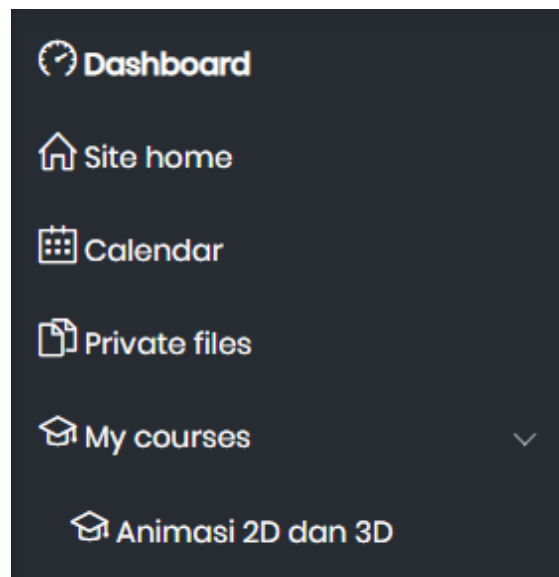 Dashboard
Site home
Calendar
Private files
My courses
Animasi 2D dan 3D